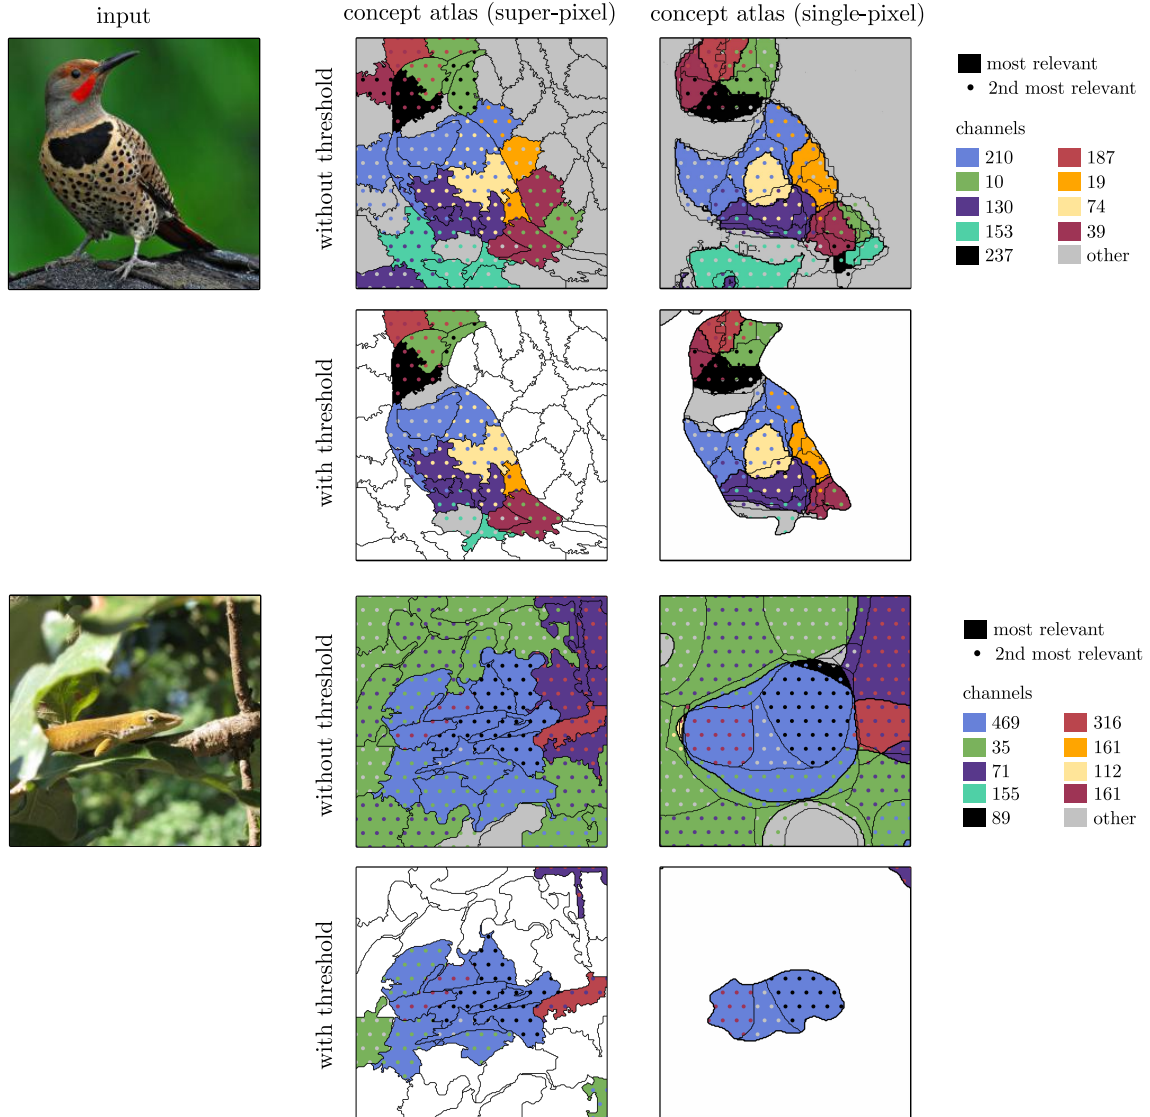 input
concept atlas (super-pixel)
concept atlas (single-pixel)
without threshold
most relevant
2nd most relevant
channels
210
187
10
19
130
74
153
39
237
other
with threshold
without threshold
most relevant
2nd most relevant
channels
469
316
35
161
71
112
155
161
89
other
with threshold